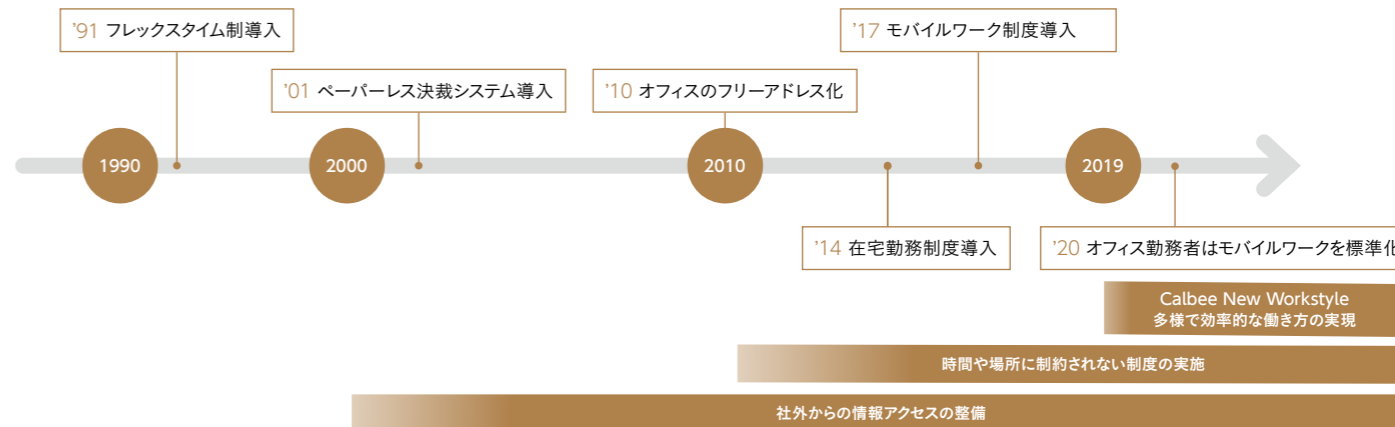 ’91 フレックスタイム制導入
’17 モバイルワーク制度導入
’01 ペーパーレス決裁システム導入
’10 オフィスのフリーアドレス化
1990
2000
2010
2019
’14 在宅勤務制度導入
’20 オフィス勤務者はモバイルワークを標準化
Calbee New Workstyle
多様で効率的な働き方の実現
時間や場所に制約されない制度の実施
社外からの情報アクセスの整備